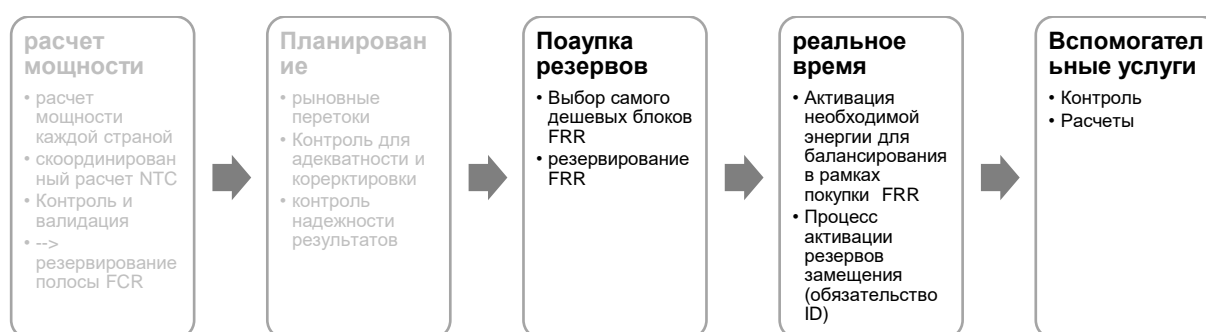 расчет
мощности
• расчет
мощности
каждой страной
• скоординирован
ный расчет NTC
• Контроль и
валидация
• -->
резервирование
полосы FCR
Планирован
ие
• рыновные
перетоки
• Контроль для
адекватности и
корерктировки
• контроль
надежности
результатов
Поаупка
резервов
• Выбор самого
дешевых блоков
FRR
• резервирование
FRR
реальное
время
• Активация
необходимой
энергии для
балансирования
в рамках
покупки FRR
• Процесс
активации
резервов
замещения
(обязательство
ID)
Вспомогател
ьные услуги
• Контроль
• Расчеты